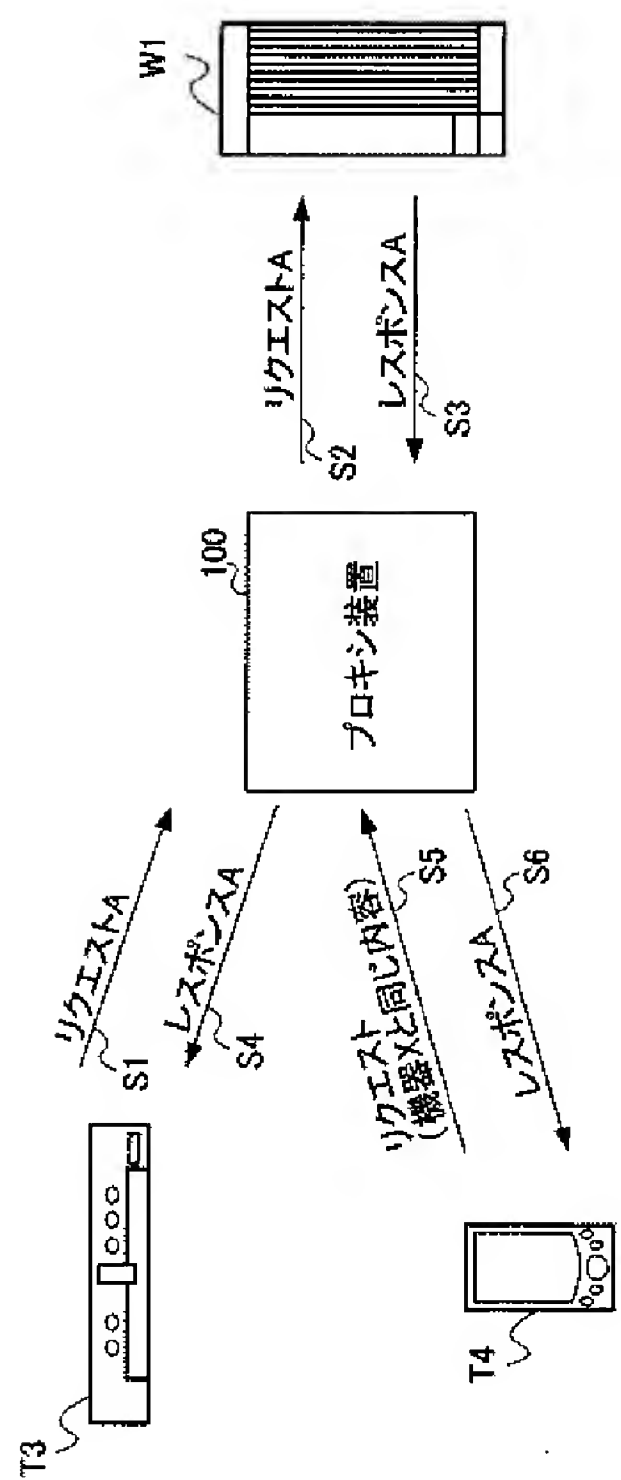 T3
リクエストA
S1
レスポンスA
S4
T4
リクエスト
(機器Xと同じ内容)
S5
レスポンスA
S6
100
プロキシ装置
リクエストA
S2
レスポンスA
S3
W1